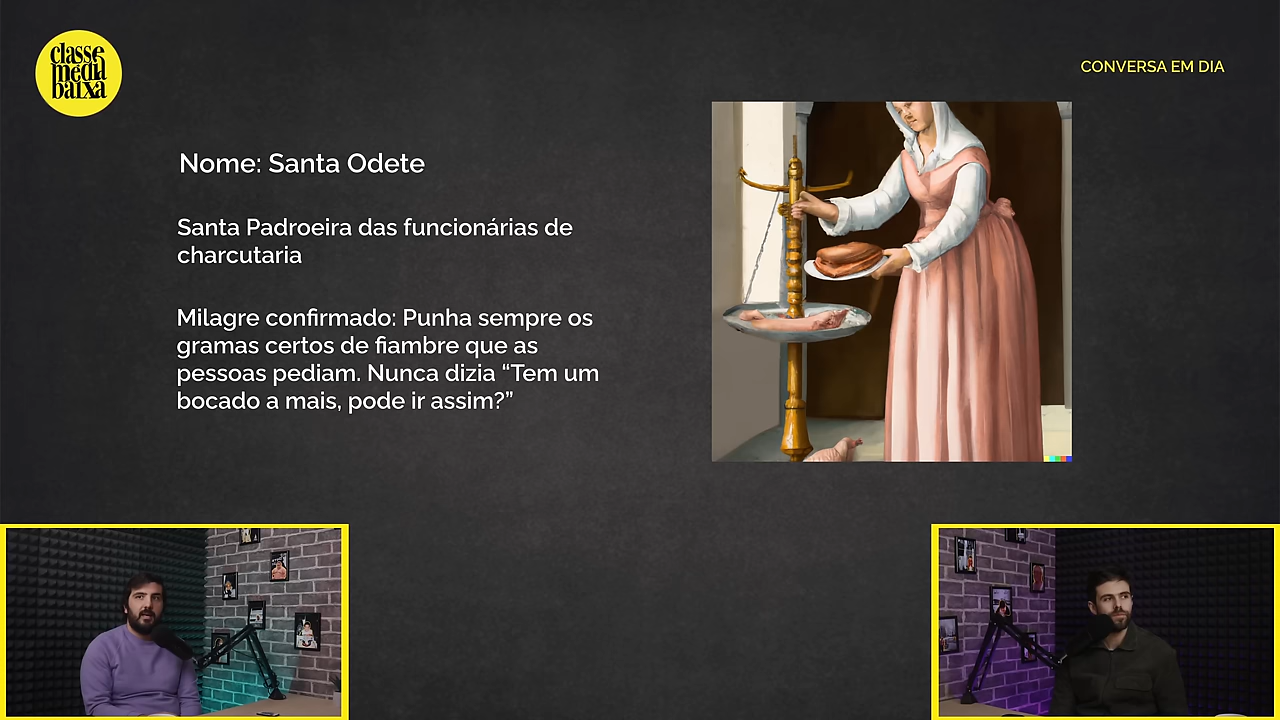 classe
média
baixa
CONVERSA EM DIA
Nome: Santa Odete
Santa Padroeira das funcionárias de
charcutaria
Milagre confirmado: Punha sempre os
gramas certos de fiambre que as
pessoas pediam. Nunca dizia “Tem um
bocado a mais, pode ir assim?”